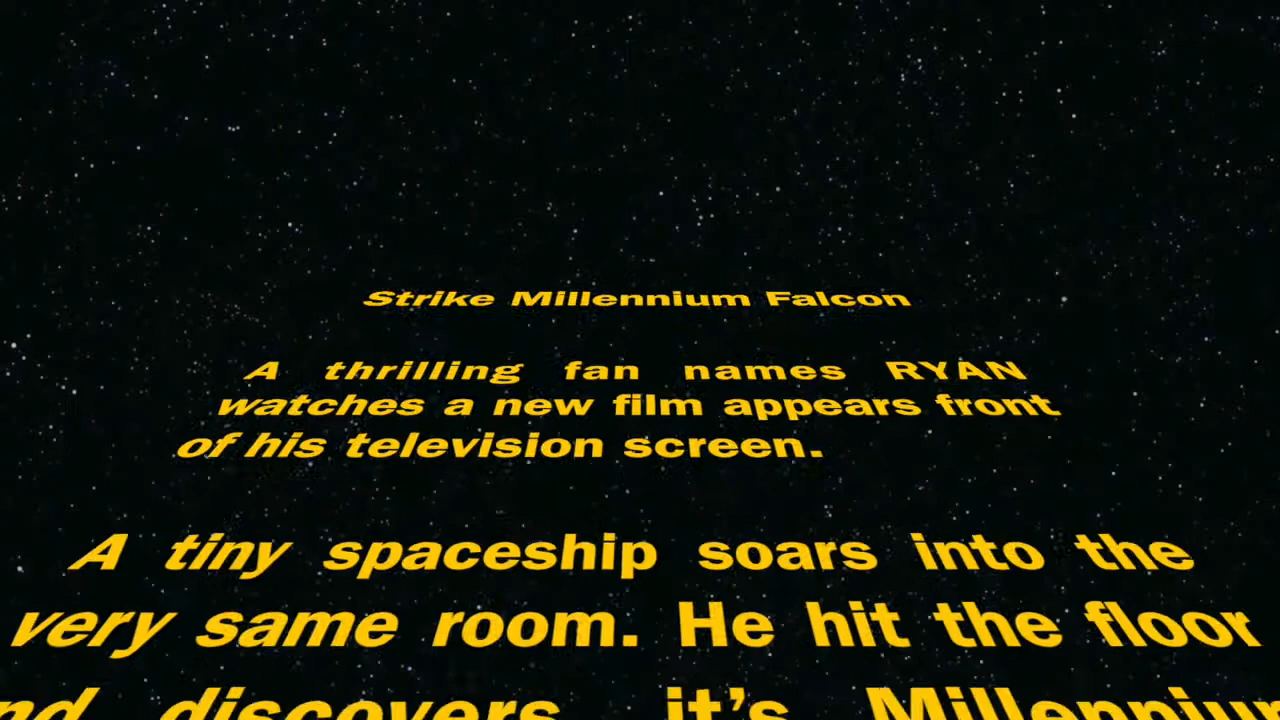 Strike Millennium Falcon
A thrilling fan names RYAN
watches a new film appears front
of his television screen.
A tiny spaceship soars into the
very same room. He hit the floor
discovers it’s